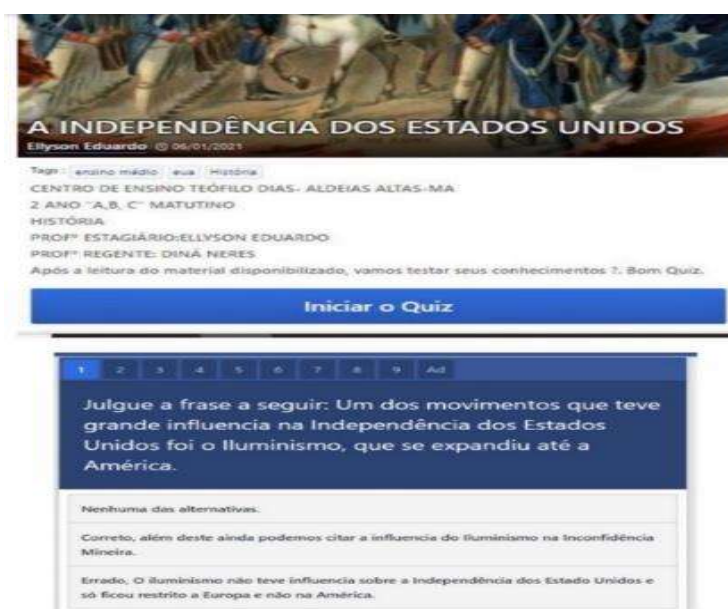 A INDEPENDÊNCIA DOS ESTADOS UNIDOS
Ellyson Eduardo 06/01/2021
Tags: ensino médio eua História
CENTRO DE ENSINO TEÓFILO DIAS- ALDEIAS ALTAS-MA
2 ANO "A,B, C" MATUTINO
HISTÓRIA
PROFº ESTAGIÁRIO:ELLYSON EDUARDO
PROFª REGENTE: DINÁ NERES
Após a leitura do material disponibilizado, vamos testar seus conhecimentos ?. Bom Quiz.
Iniciar o Quiz
1 2 3 4 5 6 7 8 9 Ad
Julgue a frase a seguir: Um dos movimentos que teve
grande influencia na Independência dos Estados
Unidos foi o Iluminismo, que se expandiu até a
América.
Nenhuma das alternativas.
Correto, além deste ainda podemos citar a influencia do Iluminismo na Inconfidência
Mineira.
Errado, O iluminismo não teve influencia sobre a Independência dos Estado Unidos e
só ficou restrito a Europa e não na América.